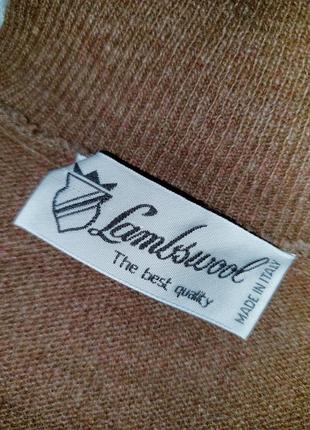 Lambswool
The best quality
MADE IN ITALY